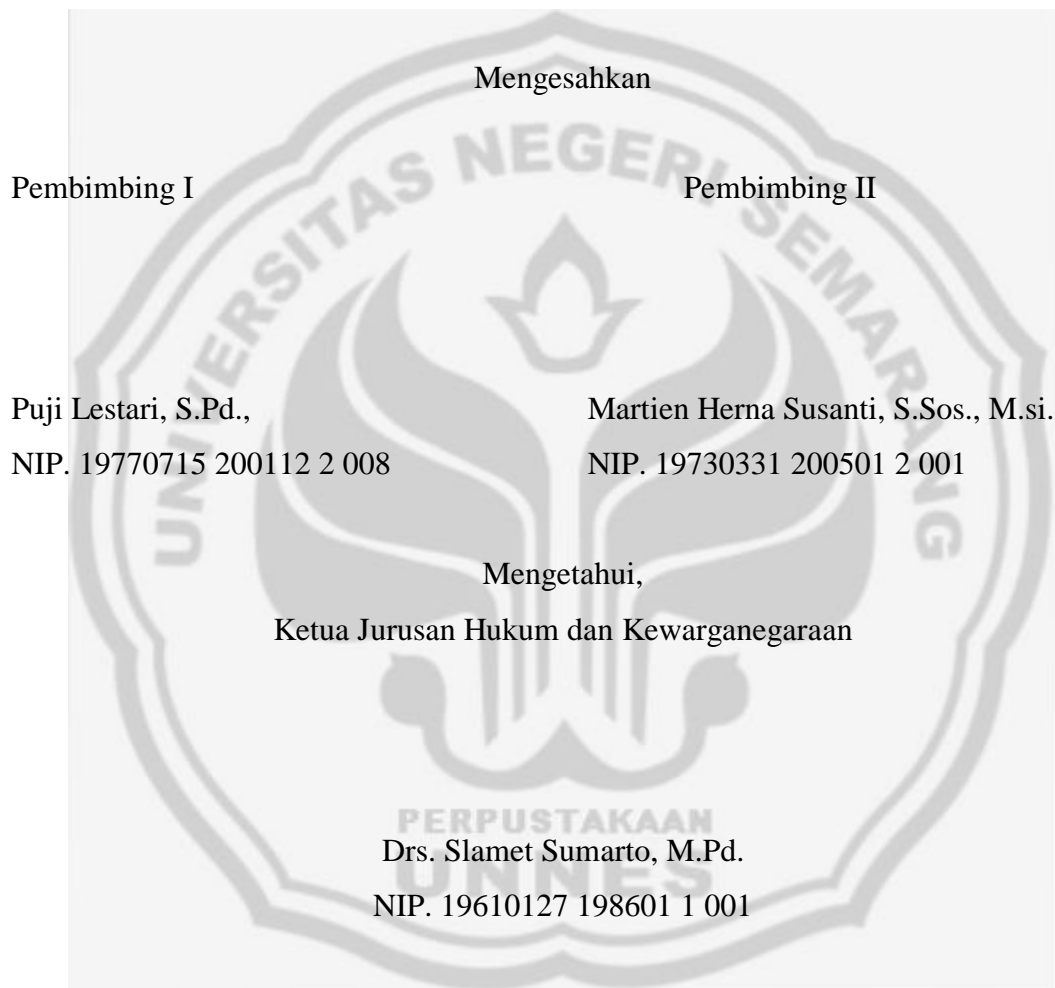 Mengesahkan
Pembimbing I Pembimbing II
Puji Lestari, S.Pd., Martien Herna Susanti, S.Sos., M.si.
NIP. 19770715 200112 2 008 NIP. 19730331 200501 2 001
Mengetahui,
Ketua Jurusan Hukum dan Kewarganegaraan
Drs. Slamet Sumarto, M.Pd.
NIP. 19610127 198601 1 001
UNIVERSITAS NEGERI SEMARANG
PERPUSTAKAAN
UNNES